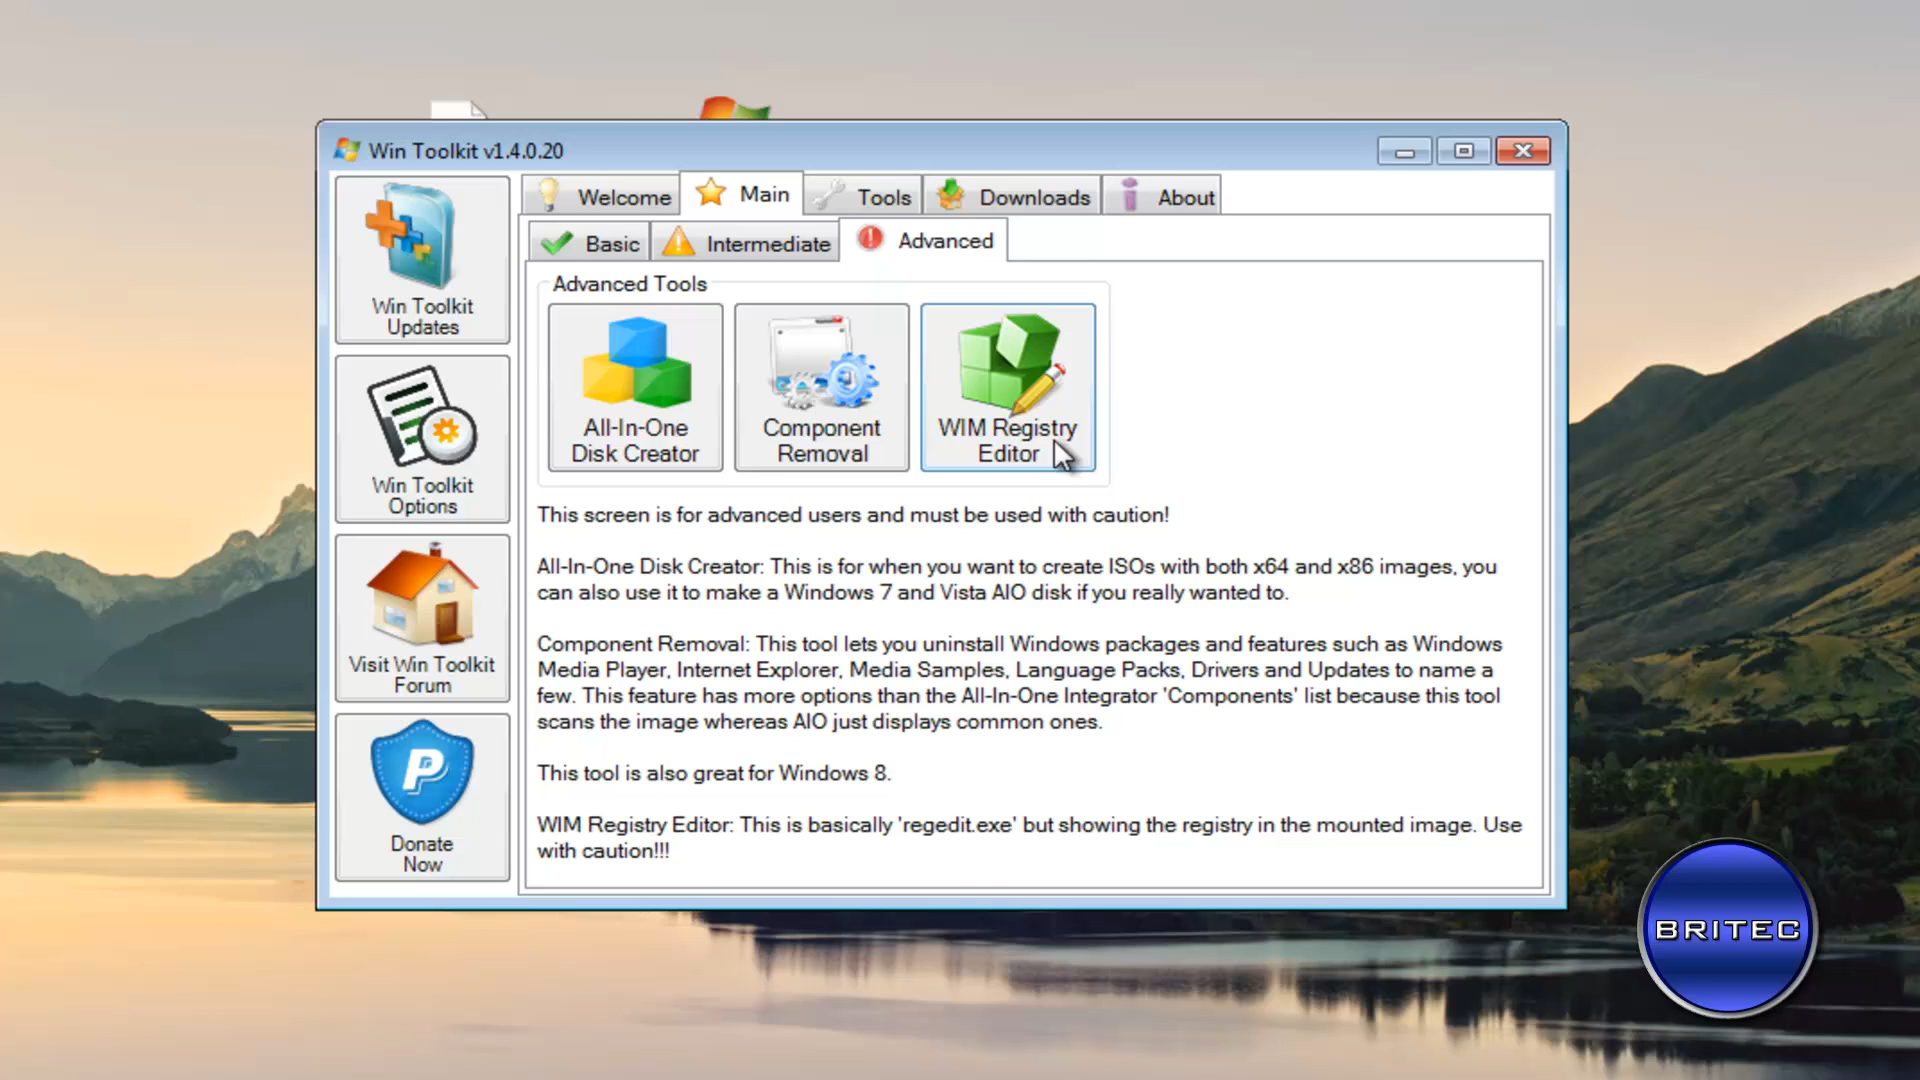 Win Toolkit v1.4.0.20
Welcome
Main
Tools
Downloads
About
Basic
Intermediate
Advanced
Win Toolkit
Updates
Win Toolkit
Options
Visit Win Toolkit
Forum
Donate
Now
Advanced Tools
All-In-One
Disk Creator
Component
Removal
WIM Registry
Editor
This screen is for advanced users and must be used with caution!
All-In-One Disk Creator: This is for when you want to create ISOs with both x64 and x86 images, you
can also use it to make a Windows 7 and Vista AIO disk if you really wanted to.
Component Removal: This tool lets you uninstall Windows packages and features such as Windows
Media Player, Internet Explorer, Media Samples, Language Packs, Drivers and Updates to name a
few. This feature has more options than the All-In-One Integrator 'Components' list because this tool
scans the image whereas AIO just displays common ones.
This tool is also great for Windows 8.
WIM Registry Editor: This is basically 'regedit.exe' but showing the registry in the mounted image. Use
with caution!!!
BRITEC